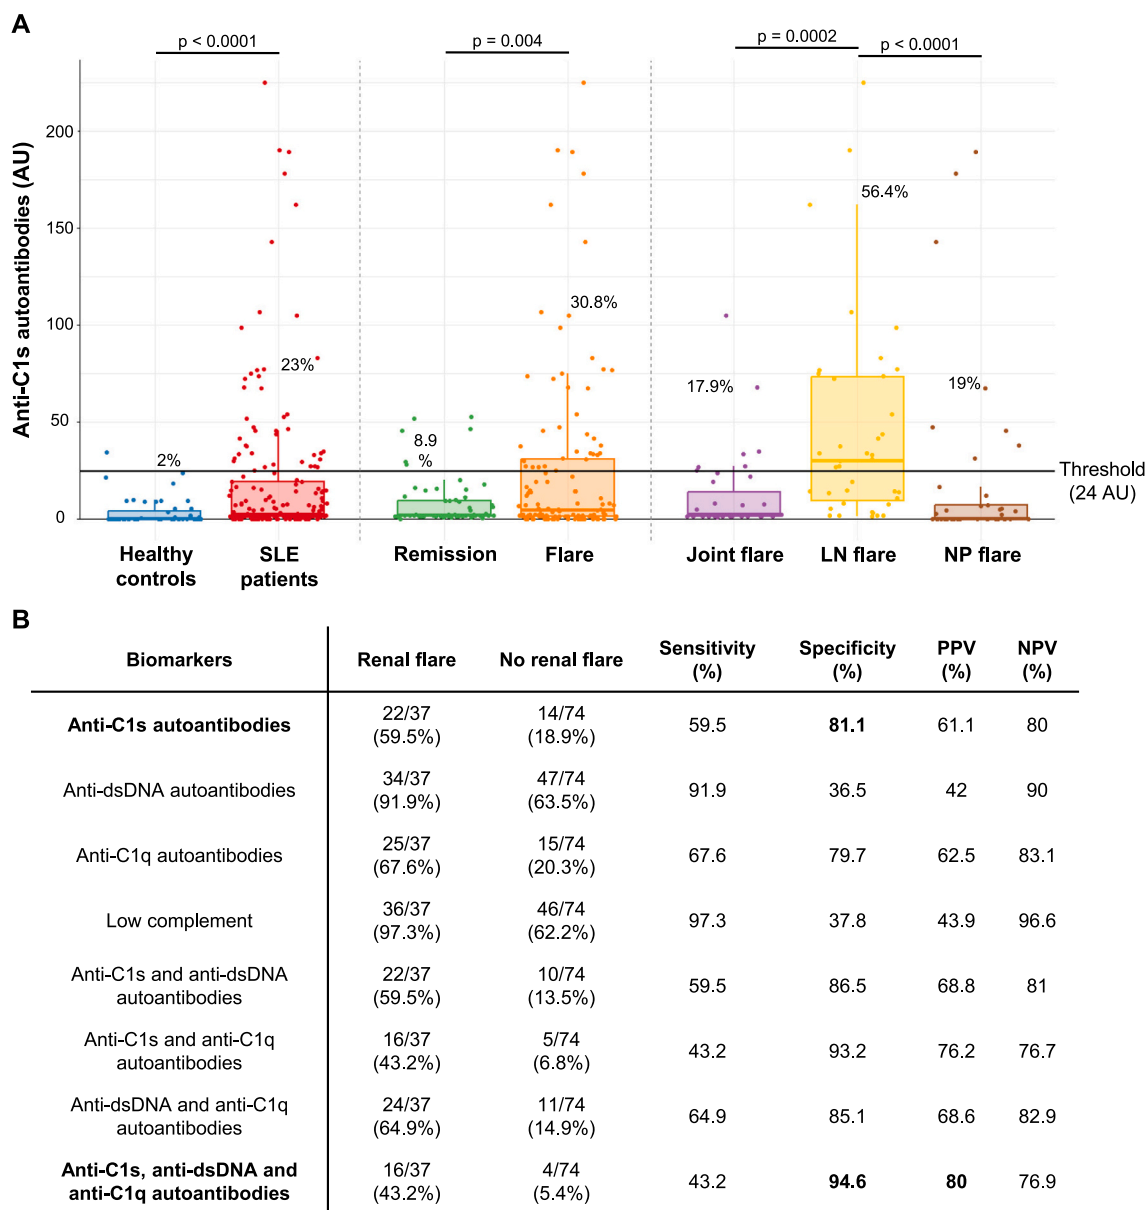 A
p < 0.0001
p = 0.004
p = 0.0002
p < 0.0001
Anti-C1s autoantibodies (AU)
200
150
100
50
0
2%
23%
8.9
%
30.8%
17.9%
56.4%
19%
Threshold
(24 AU)
Healthy
controls
SLE
patients
Remission
Flare
Joint flare
LN flare
NP flare
B
Biomarkers
Renal flare
No renal flare
Sensitivity
(%)
Specificity
(%)
PPV
(%)
NPV
(%)
Anti-C1s autoantibodies
22/37
(59.5%)
14/74
(18.9%)
59.5
81.1
61.1
80
Anti-dsDNA autoantibodies
34/37
(91.9%)
47/74
(63.5%)
91.9
36.5
42
90
Anti-C1q autoantibodies
25/37
(67.6%)
15/74
(20.3%)
67.6
79.7
62.5
83.1
Low complement
36/37
(97.3%)
46/74
(62.2%)
97.3
37.8
43.9
96.6
Anti-C1s and anti-dsDNA
autoantibodies
22/37
(59.5%)
10/74
(13.5%)
59.5
86.5
68.8
81
Anti-C1s and anti-C1q
autoantibodies
16/37
(43.2%)
5/74
(6.8%)
43.2
93.2
76.2
76.7
Anti-dsDNA and anti-C1q
autoantibodies
24/37
(64.9%)
11/74
(14.9%)
64.9
85.1
68.6
82.9
Anti-C1s, anti-dsDNA and
anti-C1q autoantibodies
16/37
(43.2%)
4/74
(5.4%)
43.2
94.6
80
76.9